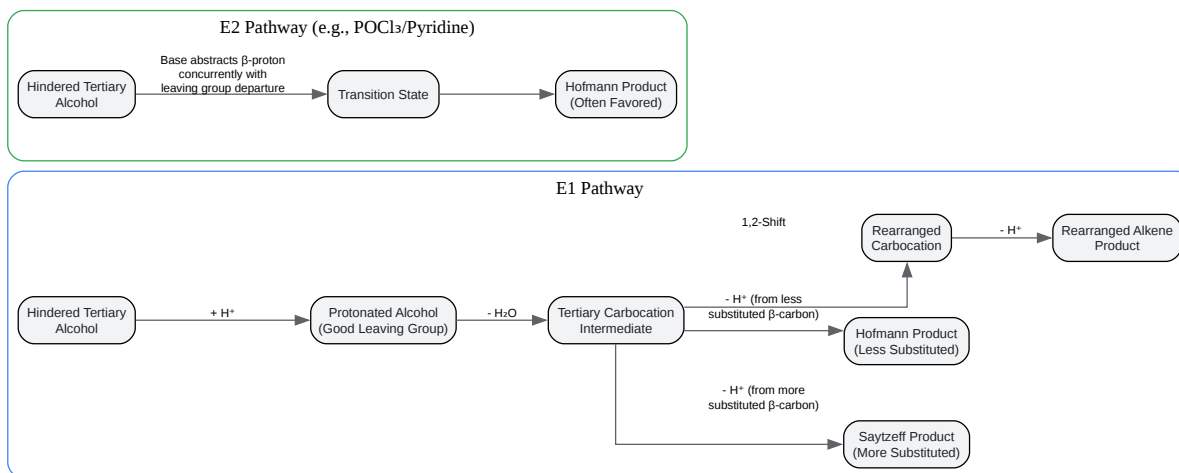 E2 Pathway (e.g., POCl₃/Pyridine)
Base abstracts β-proton
concurrently with
leaving group departure
Hindered Tertiary
Alcohol
Transition State
Hofmann Product
(Often Favored)
E1 Pathway
1,2-Shift
Rearranged
Carbocation
- H⁺
Rearranged Alkene
Product
Hindered Tertiary
Alcohol
+ H⁺
Protonated Alcohol
(Good Leaving Group)
- H₂O
Tertiary Carbocation
Intermediate
- H⁺ (from less
substituted β-carbon)
Hofmann Product
(Less Substituted)
- H⁺ (from more
substituted β-carbon)
Saytzeff Product
(More Substituted)